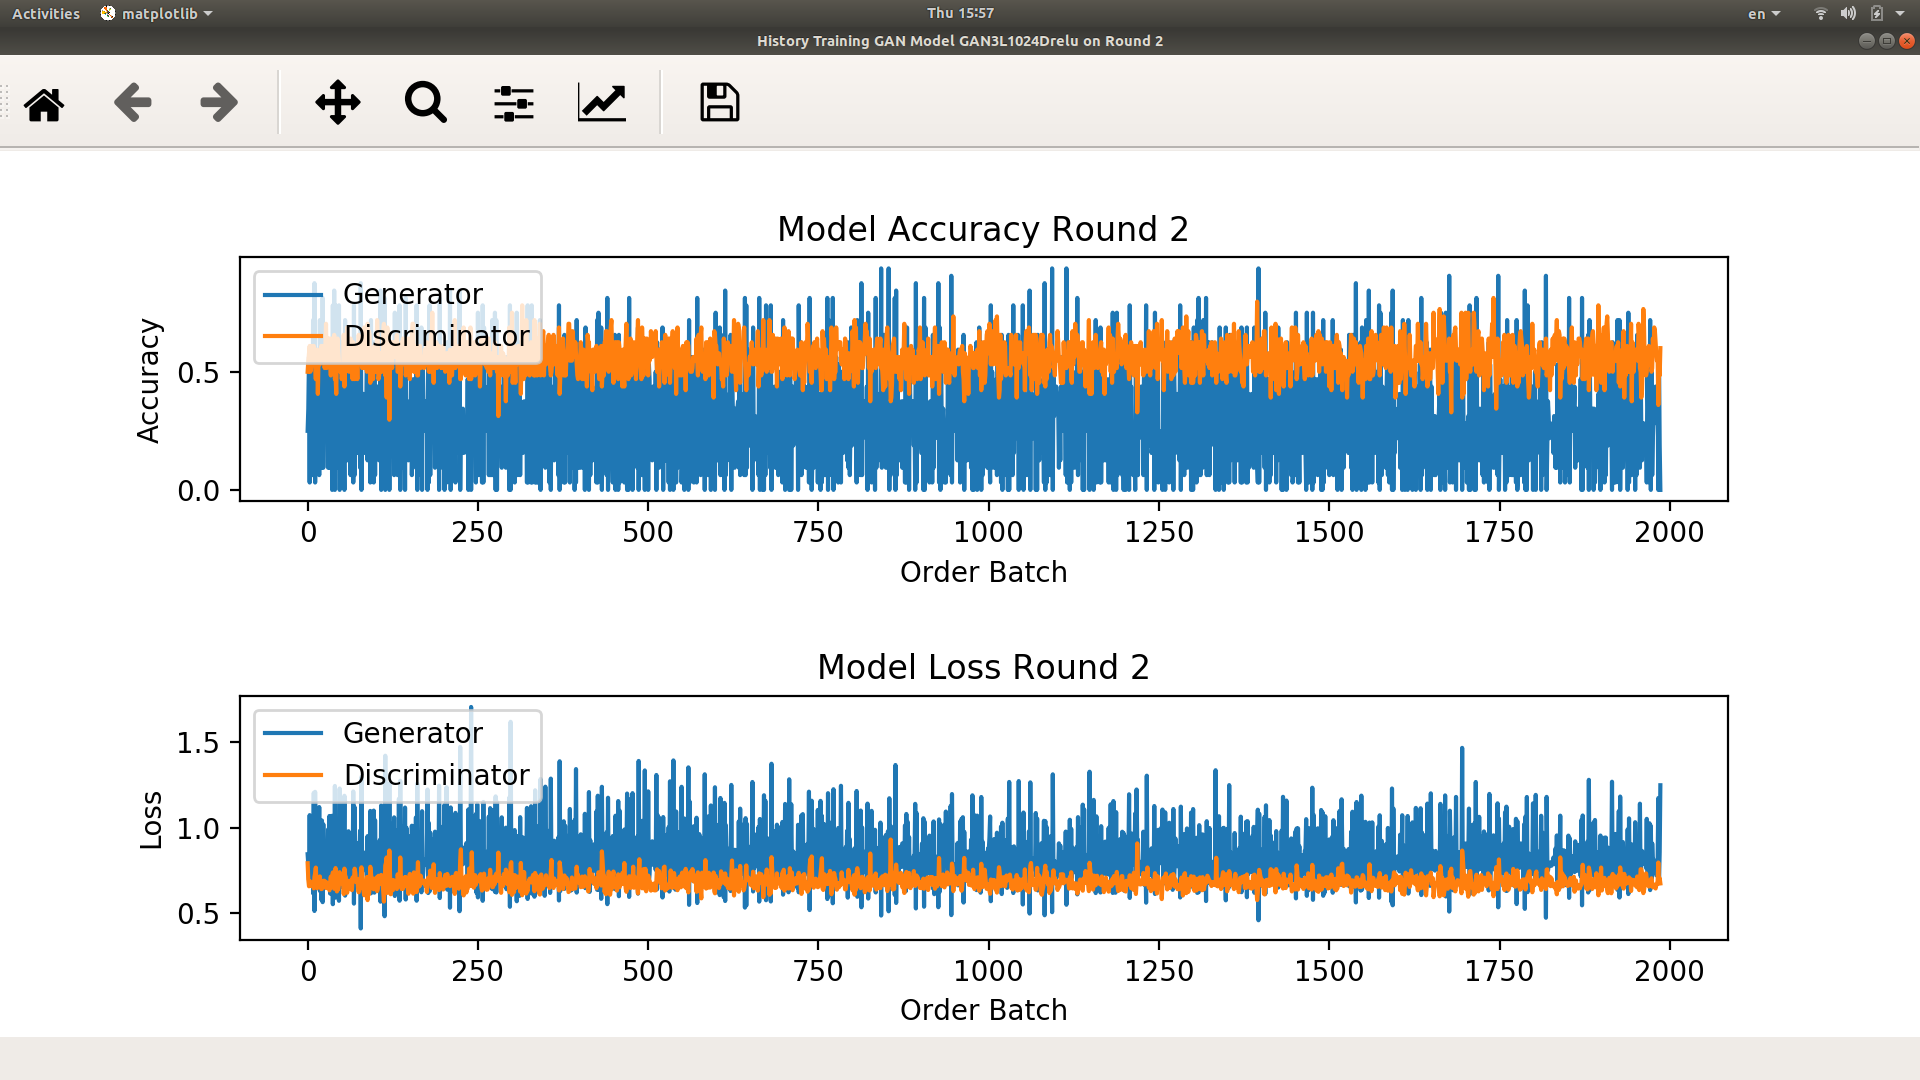 Activities matplotlib Thu 15:57 en
History Training GAN Model GAN3L1024Drelu on Round 2
Model Accuracy Round 2
Generator
Discriminator
Accuracy
0.5
0.0
0 250 500 750 1000 1250 1500 1750 2000
Order Batch
Model Loss Round 2
Generator
Discriminator
Loss
1.5
1.0
0.5
0 250 500 750 1000 1250 1500 1750 2000
Order Batch